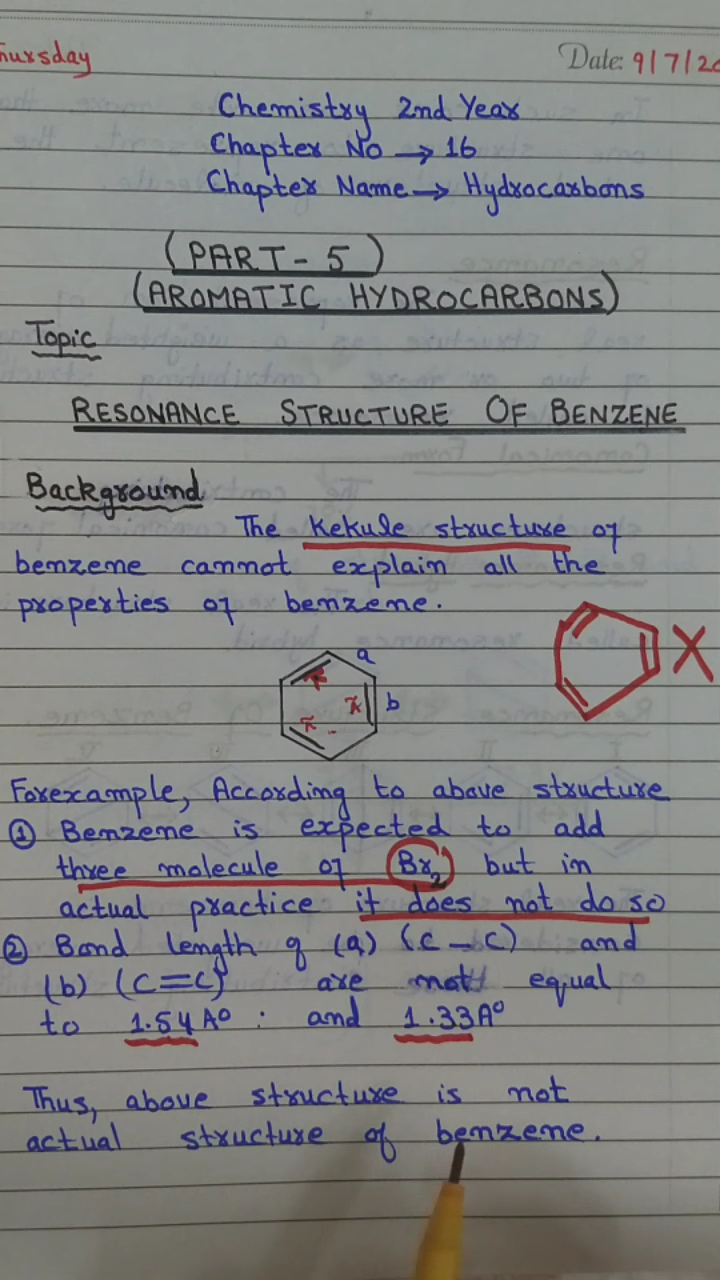 Thursday
Date: 9/7/20
Chemistry 2nd Year
Chapter No → 16
Chapter Name → Hydrocarbons
(PART - 5)
(AROMATIC HYDROCARBONS)
Topic
RESONANCE STRUCTURE OF BENZENE
Background
The Kekule structure of
benzene cannot explain all the
properties of benzene.
a
b
π
π
π
X
Forexample, According to above structure
① Benzene is expected to add
three molecule of Br₂ but in
actual practice it does not do so
② Bond length of (a) (C–C) and
(b) (C=C) are not equal
to 1.54A° : and 1.33A°
Thus, above structure is not
actual structure of benzene.